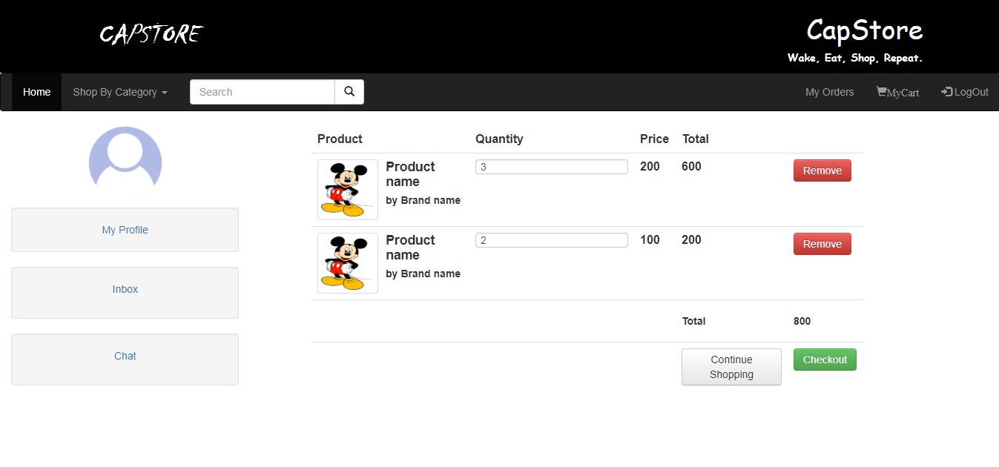 CAPSTORE
CapStore
Wake, Eat, Shop, Repeat.
Home
Shop By Category
Search
My Orders
MyCart
LogOut
My Profile
Inbox
Chat
Product Quantity Price Total
Product name
by Brand name
3
200
600
Remove
Product name
by Brand name
2
100
200
Remove
Total 800
Continue
Shopping
Checkout